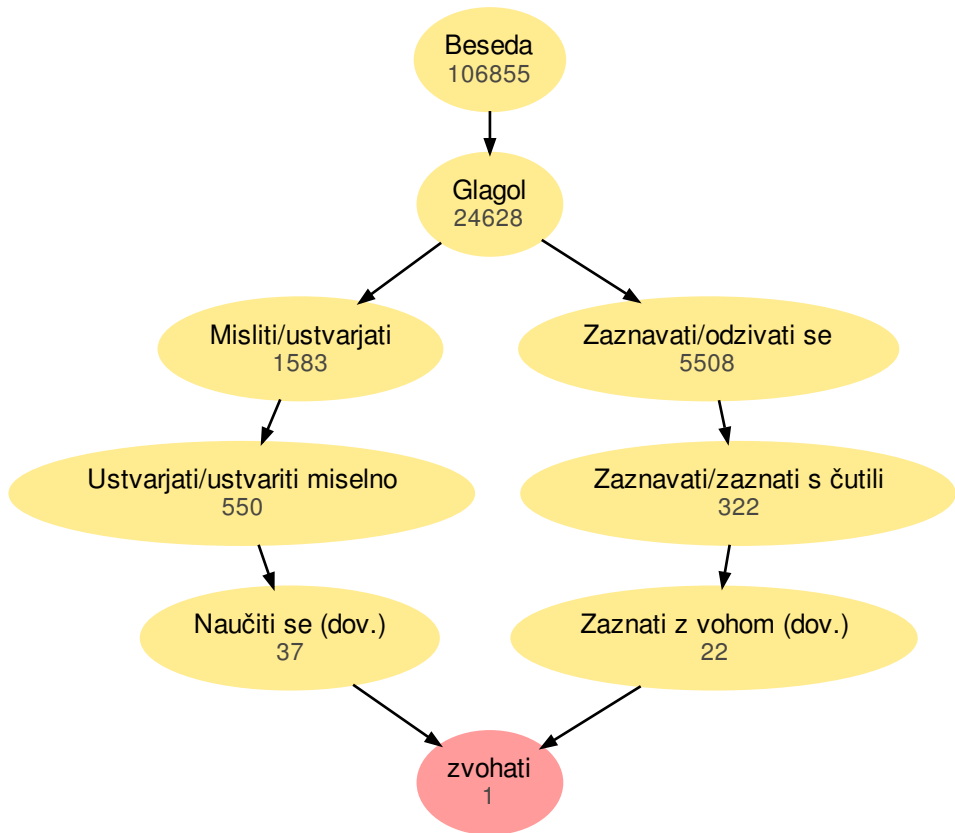 Beseda
106855
Glagol
24628
Misliti/ustvarjati
1583
Zaznavati/odzivati se
5508
Ustvarjati/ustvariti miselno
550
Zaznavati/zaznati s čutili
322
Naučiti se (dov.)
37
Zaznati z vohom (dov.)
22
zvohati
1